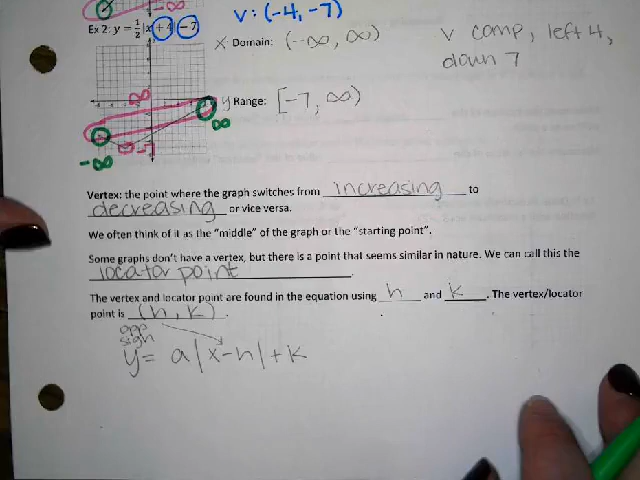 -∞
V: (-4, -7)
Ex 2: y = ½|x + 4| - 7
x Domain: (-∞, ∞)
V comp, left 4,
down 7
∞
y Range: [-7, ∞)
∞
-7
-∞
Vertex: the point where the graph switches from increasing to
decreasing or vice versa.
We often think of it as the "middle" of the graph or the "starting point".
Some graphs don't have a vertex, but there is a point that seems similar in nature. We can call this the
locator point.
The vertex and locator point are found in the equation using h and k. The vertex/locator
point is (h, k).
opp
sign
y = a|x-h|+k